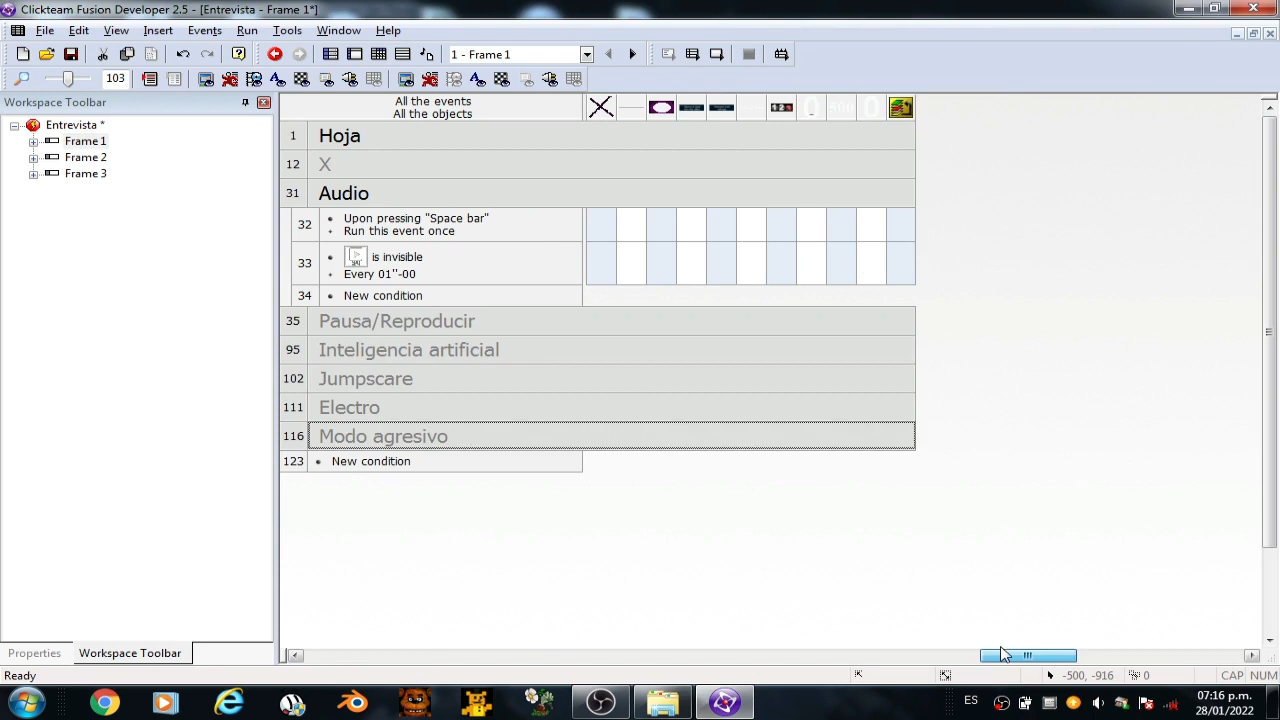 Clickteam Fusion Developer 2.5 - [Entrevista - Frame 1*]
File Edit View Insert Events Run Tools Window Help
1 - Frame 1
103
Workspace Toolbar
Entrevista *
Frame 1
Frame 2
Frame 3
All the events
All the objects
1 Hoja
12 X
31 Audio
32 Upon pressing "Space bar"
Run this event once
33 is invisible
Every 01"-00
34 New condition
35 Pausa/Reproducir
95 Inteligencia artificial
102 Jumpscare
111 Electro
116 Modo agresivo
123 New condition
Properties Workspace Toolbar
Ready
-500, -916
0
CAP NUM
ES
07:16 p.m.
28/01/2022